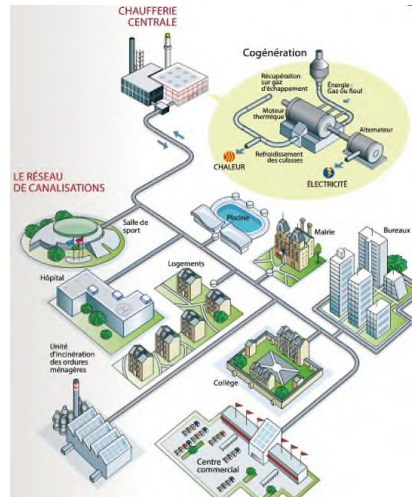 CHAUFFERIE
CENTRALE
Cogénération
Récupération
sur gaz
d'échappement
Énergie :
Gaz ou fioul
Moteur
thermique
Alternateur
Refroidissement
des culasses
CHALEUR
ÉLECTRICITÉ
LE RÉSEAU
DE CANALISATIONS
Salle de
sport
Piscine
Mairie
Bureaux
Hôpital
Logements
Unité
d'incinération
des ordures
ménagères
Collège
Centre
commercial